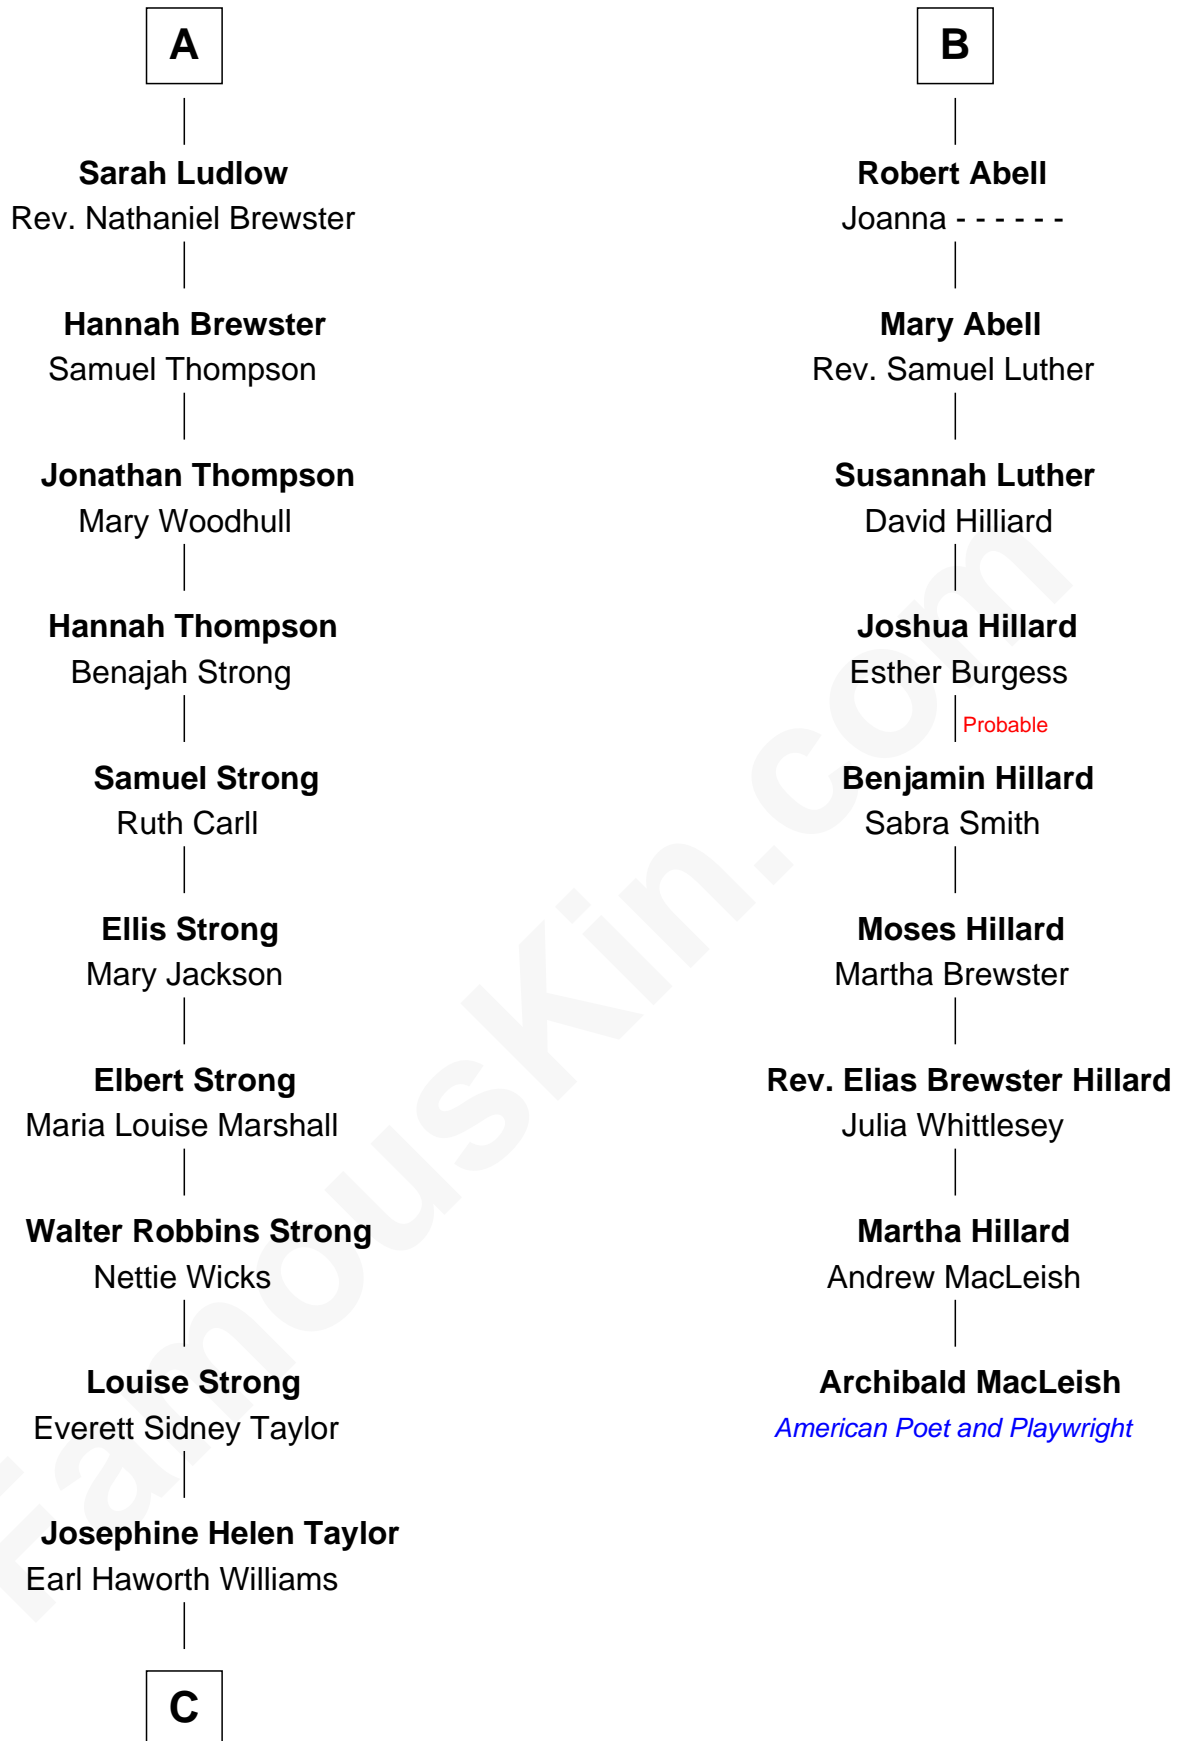 A
Sarah Ludlow
Rev. Nathaniel Brewster
Hannah Brewster
Samuel Thompson
Jonathan Thompson
Mary Woodhull
Hannah Thompson
Benajah Strong
Samuel Strong
Ruth Carll
Ellis Strong
Mary Jackson
Elbert Strong
Maria Louise Marshall
Walter Robbins Strong
Nettie Wicks
Louise Strong
Everett Sidney Taylor
Josephine Helen Taylor
Earl Haworth Williams
C
B
Robert Abell
Joanna - - - - - -
Mary Abell
Rev. Samuel Luther
Susannah Luther
David Hilliard
Joshua Hillard
Esther Burgess
Probable
Benjamin Hillard
Sabra Smith
Moses Hillard
Martha Brewster
Rev. Elias Brewster Hillard
Julia Whittlesey
Martha Hillard
Andrew MacLeish
Archibald MacLeish
American Poet and Playwright
FamousKin.com